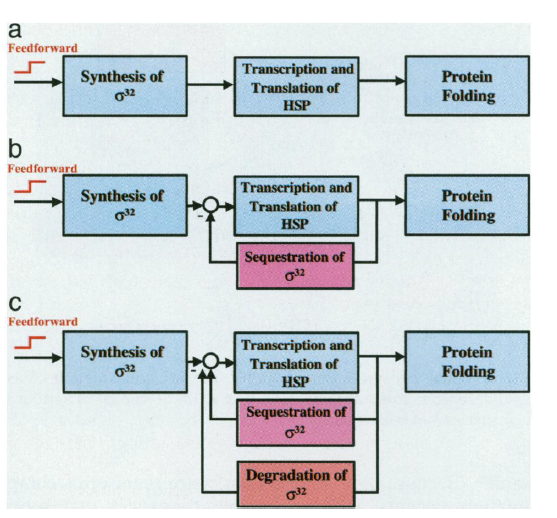 a
Feedforward
Synthesis of
σ³²
Transcription and
Translation of
HSP
Protein
Folding
b
Feedforward
Synthesis of
σ³²
-
Transcription and
Translation of
HSP
Protein
Folding
Sequestration of
σ³²
c
Feedforward
Synthesis of
σ³²
-
Transcription and
Translation of
HSP
Protein
Folding
Sequestration of
σ³²
Degradation of
σ³²